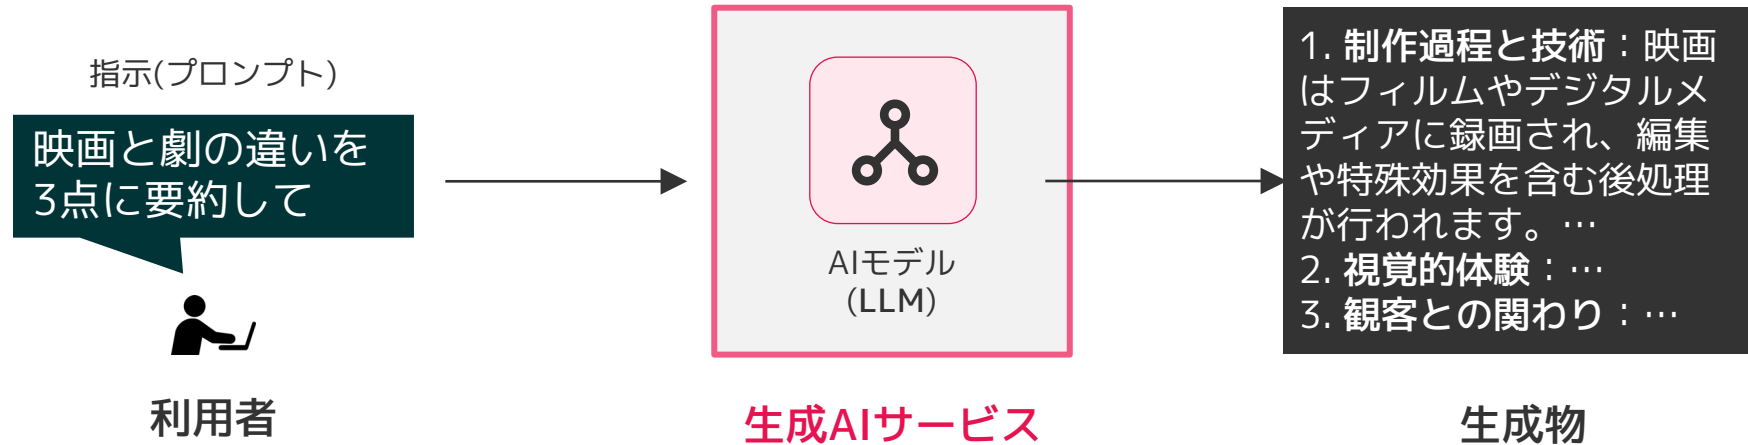 指示(プロンプト)
映画と劇の違いを
3点に要約して
利用者
AIモデル
(LLM)
生成AIサービス
1. 制作過程と技術：映画
はフィルムやデジタルメ
ディアに録画され、編集
や特殊効果を含む後処理
が行われます。…
2. 視覚的体験：…
3. 観客との関わり：…
生成物